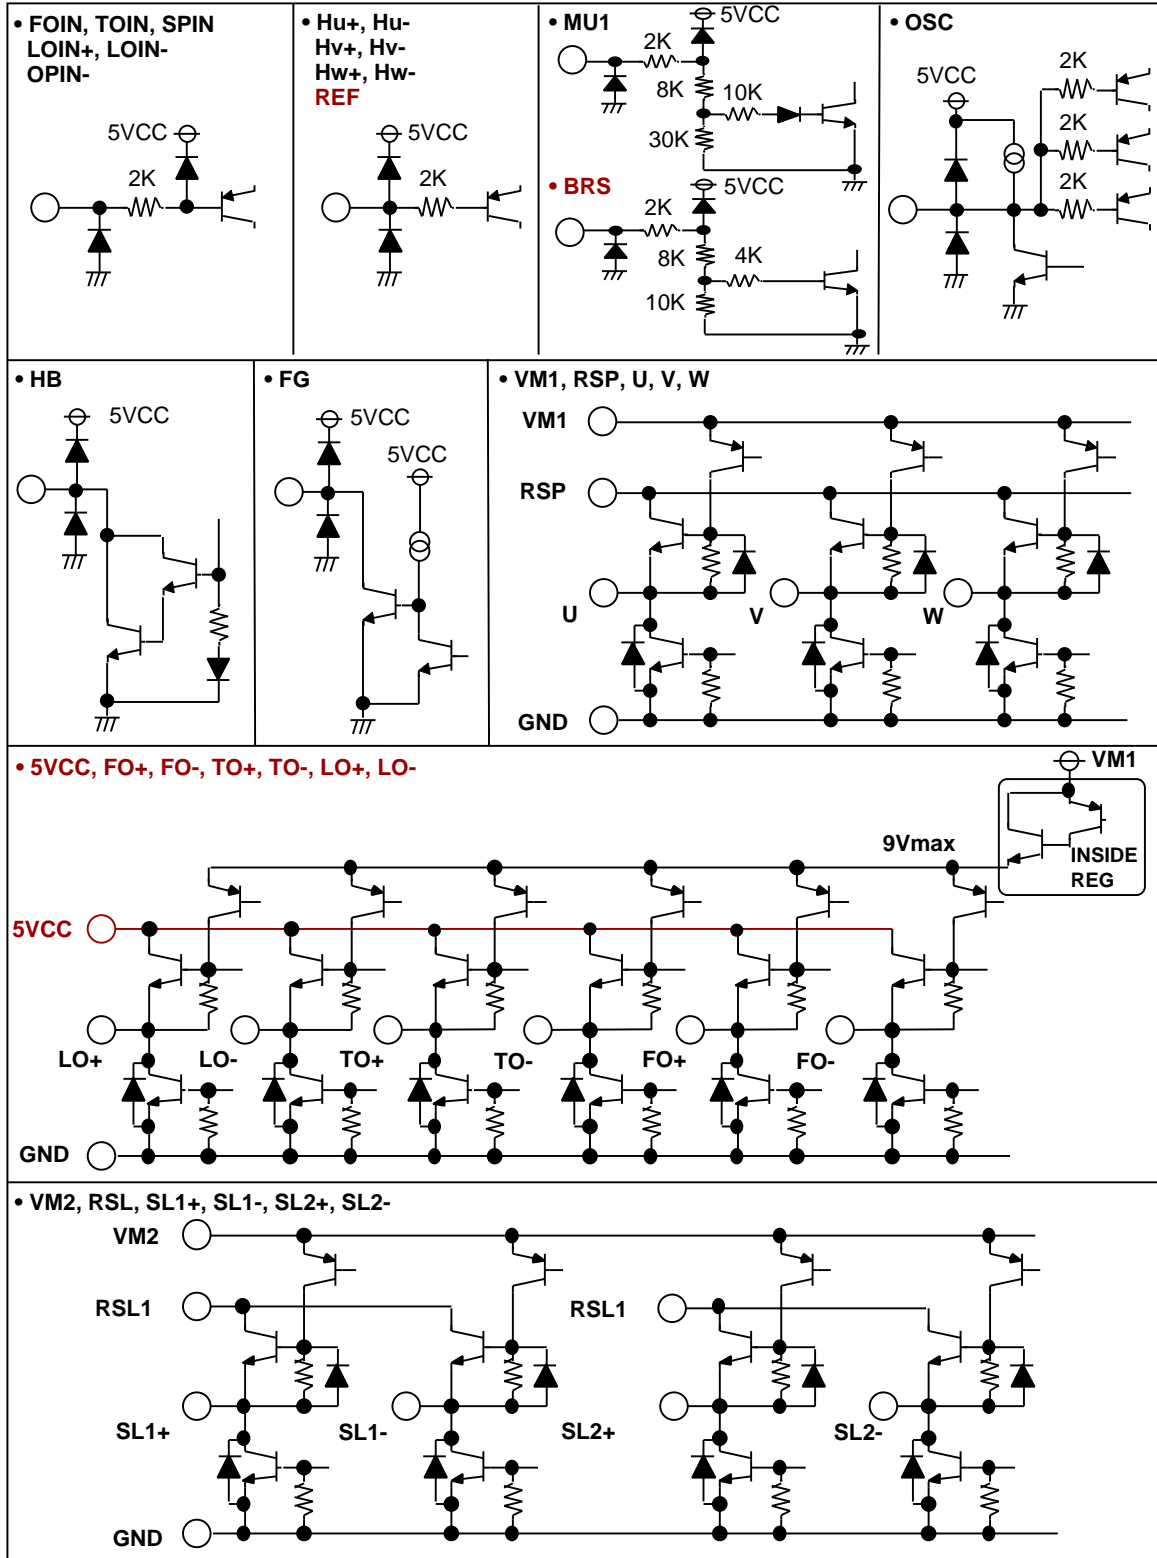 • FOIN, TOIN, SPIN
LOIN+, LOIN-
OPIN-
5VCC
2K
• Hu+, Hu-
Hv+, Hv-
Hw+, Hw-
REF
5VCC
2K
• MU1
5VCC
2K
8K
10K
30K
• BRS
5VCC
2K
8K
4K
10K
• OSC
5VCC
2K
2K
2K
• HB
5VCC
• FG
5VCC
5VCC
• VM1, RSP, U, V, W
VM1
RSP
U
V
W
GND
• 5VCC, FO+, FO-, TO+, TO-, LO+, LO-
VM1
9Vmax
INSIDE
REG
5VCC
LO+
LO-
TO+
TO-
FO+
FO-
GND
• VM2, RSL, SL1+, SL1-, SL2+, SL2-
VM2
RSL1
RSL1
SL1+
SL1-
SL2+
SL2-
GND